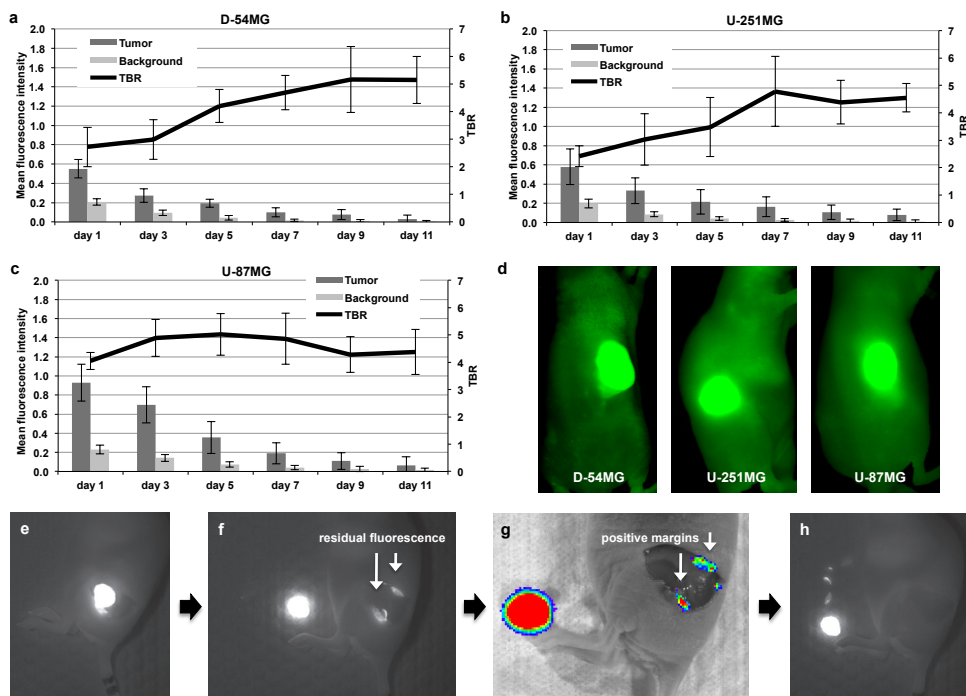 a
D-54MG
Mean fluorescence intensity
2.0
1.8
1.6
1.4
1.2
1.0
0.8
0.6
0.4
0.2
0.0
Tumor
Background
TBR
7
6
5
4
3
2
1
0
TBR
day 1 day 3 day 5 day 7 day 9 day 11
b
U-251MG
Mean fluorescence intensity
2.0
1.8
1.6
1.4
1.2
1.0
0.8
0.6
0.4
0.2
0.0
Tumor
Background
TBR
7
6
5
4
3
2
1
0
TBR
day 1 day 3 day 5 day 7 day 9 day 11
c
U-87MG
Mean fluorescence intensity
2.0
1.8
1.6
1.4
1.2
1.0
0.8
0.6
0.4
0.2
0.0
Tumor
Background
TBR
7
6
5
4
3
2
1
0
TBR
day 1 day 3 day 5 day 7 day 9 day 11
d
D-54MG
U-251MG
U-87MG
e
f
residual fluorescence
g
positive margins
h